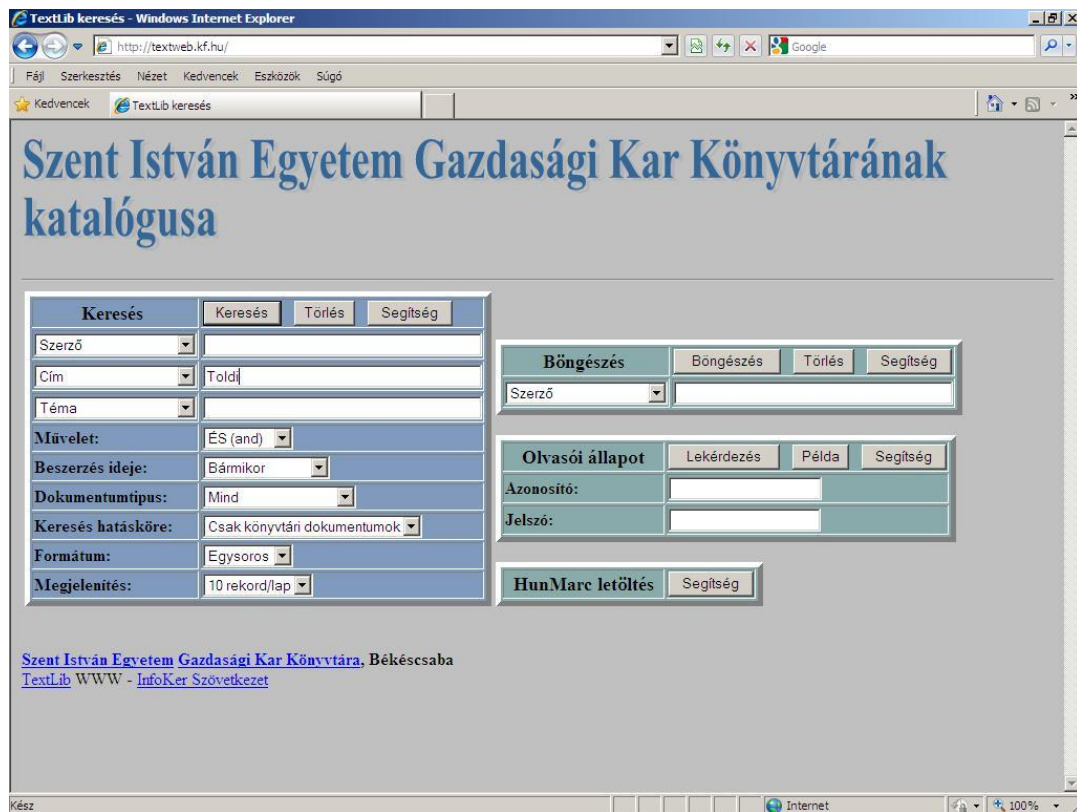 TextLib keresés - Windows Internet Explorer
http://textweb.kf.hu/
Google
Fájl Szerkesztés Nézet Kedvencek Eszközök Súgó
Kedvencek TextLib keresés
Szent István Egyetem Gazdasági Kar Könyvtárának
katalógusa
Keresés Keresés Törlés Segítség
Szerző
Cím Toldi
Téma
Művelet: ÉS (and)
Beszerzés ideje: Bármikor
Dokumentumtipus: Mind
Keresés hatásköre: Csak könyvtári dokumentumok
Formátum: Egysoros
Megjelenítés: 10 rekord/lap
Böngészés Böngészés Törlés Segítség
Szerző
Olvasói állapot Lekérdezés Példa Segítség
Azonosító:
Jelszó:
HunMarc letöltés Segítség
Szent István Egyetem Gazdasági Kar Könyvtára, Békéscsaba
TextLib WWW - InfoKer Szövetkezet
Kész Internet 100%